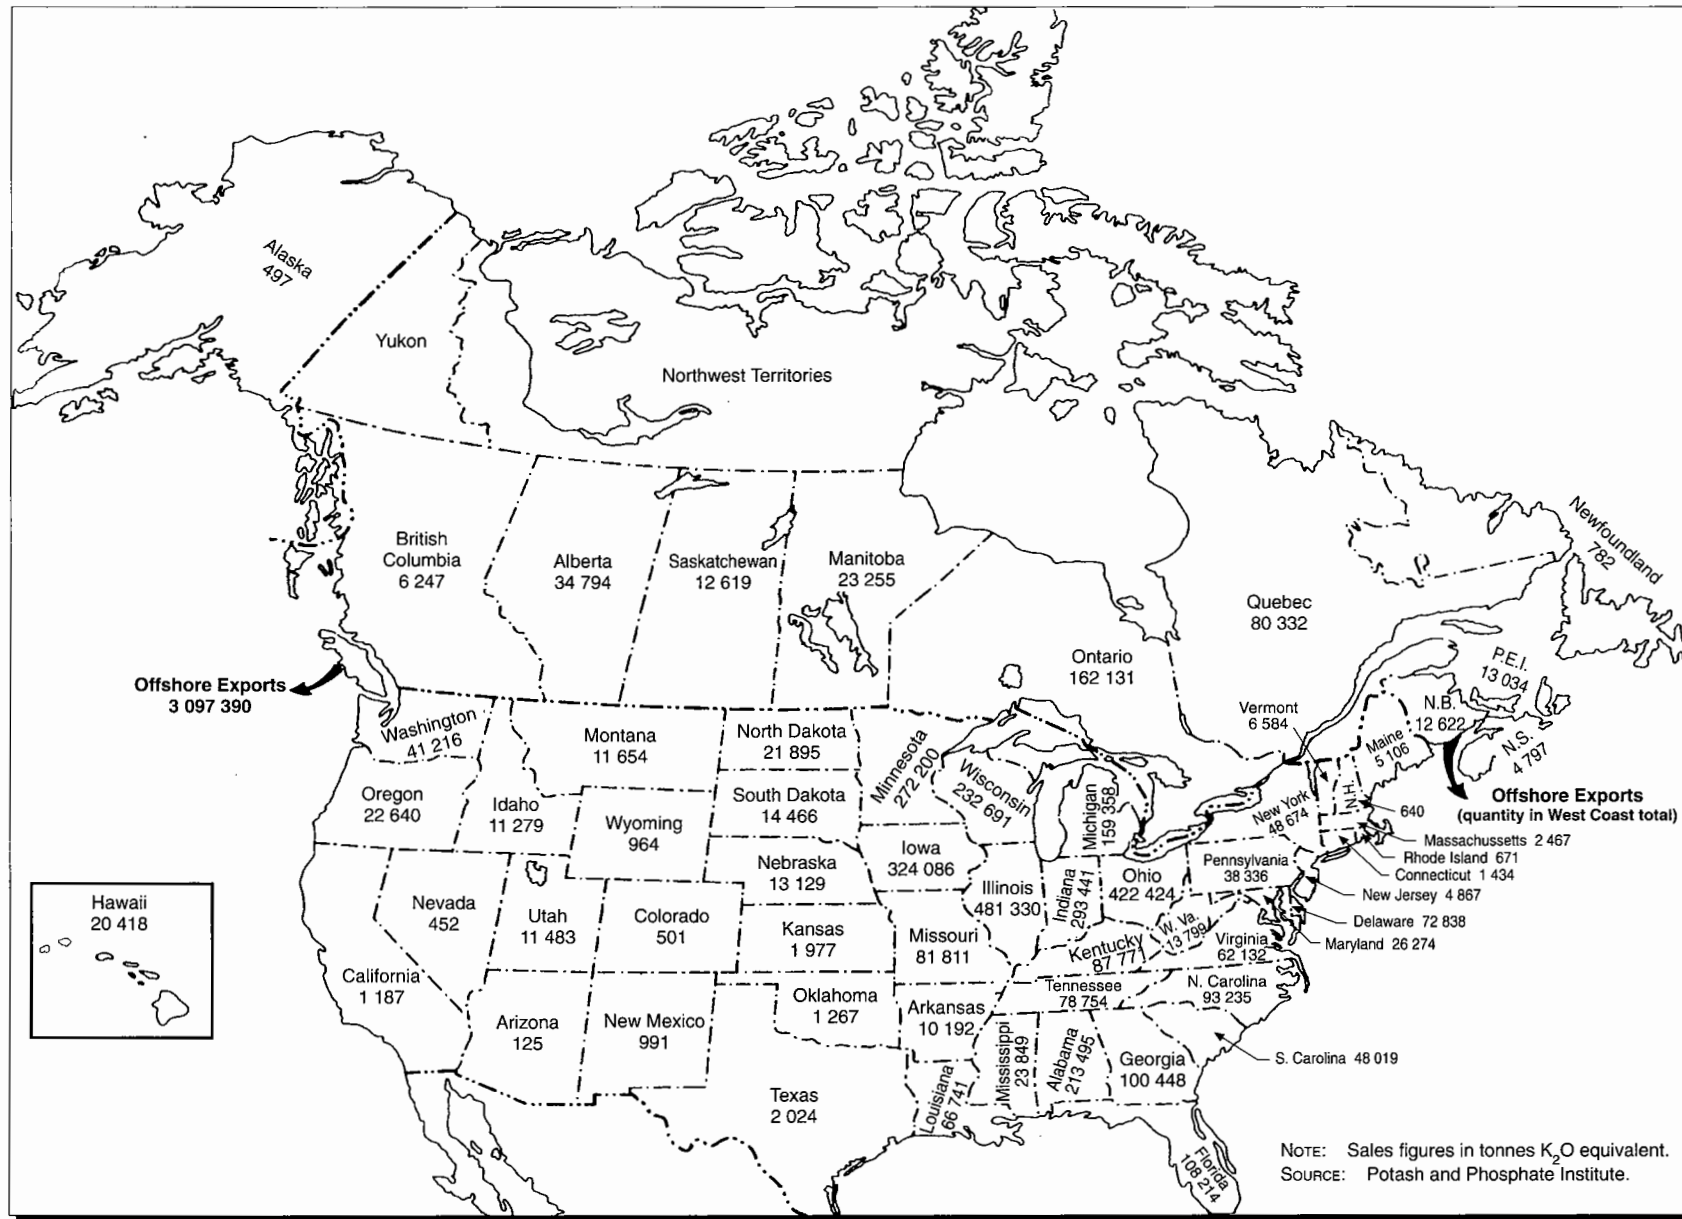 Alaska
497
Yukon
Northwest Territories
British
Columbia
6 247
Alberta
34 794
Saskatchewan
12 619
Manitoba
23 255
Ontario
162 131
Quebec
80 332
Newfoundland
782
P.E.I.
13 034
N.B.
12 622
N.S.
4 797
Offshore Exports
3 097 390
Offshore Exports
(quantity in West Coast total)
Washington
41 216
Oregon
22 640
Idaho
11 279
Montana
11 654
Wyoming
964
North Dakota
21 895
South Dakota
14 466
Nebraska
13 129
Kansas
1 977
Oklahoma
1 267
Texas
2 024
Nevada
452
Utah
11 483
Colorado
501
California
1 187
Arizona
125
New Mexico
991
Hawaii
20 418
Minnesota
272 200
Wisconsin
232 691
Michigan
159 358
Iowa
324 086
Illinois
481 330
Indiana
293 441
Ohio
422 424
Missouri
81 811
Kentucky
87 771
W. Va.
13 799
Virginia
62 132
Tennessee
78 754
N. Carolina
93 235
Arkansas
10 192
Louisiana
66 741
Mississippi
23 849
Alabama
213 495
Georgia
100 448
S. Carolina 48 019
Florida
108 214
Vermont
6 584
Maine
5 106
N.H.
640
New York
48 674
Pennsylvania
38 336
Massachussetts 2 467
Rhode Island 671
Connecticut 1 434
New Jersey 4 867
Delaware 72 838
Maryland 26 274
NOTE: Sales figures in tonnes K2O equivalent.
SOURCE: Potash and Phosphate Institute.